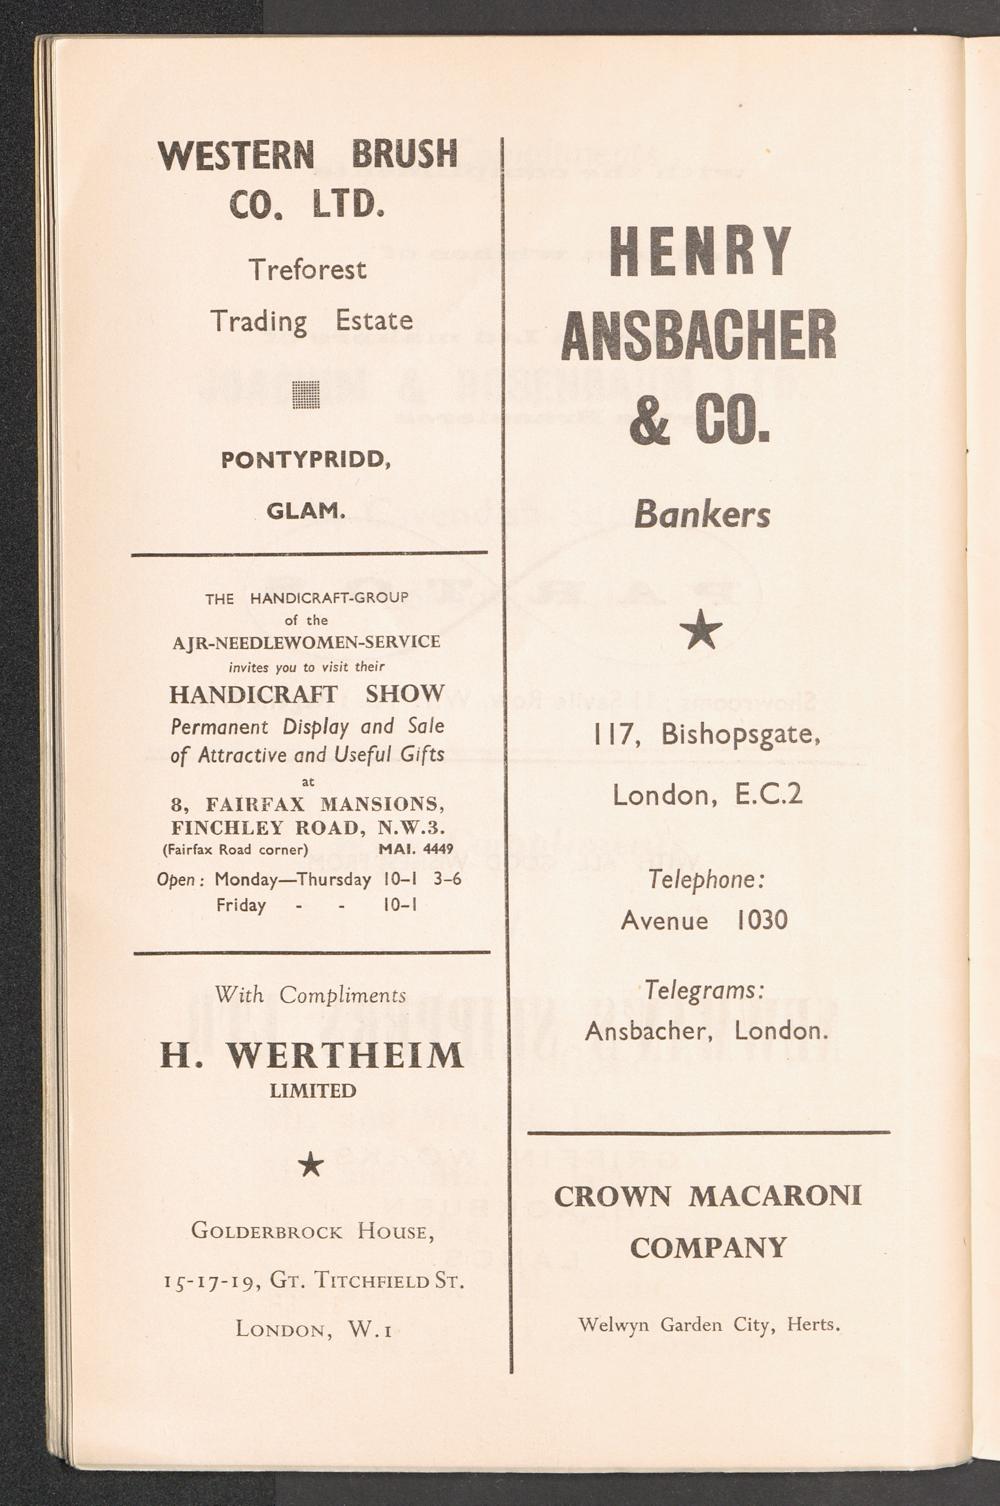 WESTERN BRUSH
CO. LTD.
Treforest
Trading Estate
PONTYPRIDD,
GLAM.
THE HANDICRAFT-GROUP
of the
AJR-NEEDLEWOMEN-SERVICE
invites you to visit their
HANDICRAFT SHOW
Permanent Display and Sale
of Attractive and Useful Gifts
at
8, FAIRFAX MANSIONS,
FINCHLEY ROAD, N.W.3.
(Fairfax Road corner) MAI. 4449
Open: Monday—Thursday 10-1 3-6
Friday - - 10-1
With Compliments
H. WERTHEIM
LIMITED
GOLDERBROCK HOUSE,
15-17-19, GT. TITCHFIELD ST.
LONDON, W.1
HENRY
ANSBACHER
& CO.
Bankers
117, Bishopsgate,
London, E.C.2
Telephone:
Avenue 1030
Telegrams:
Ansbacher, London.
CROWN MACARONI
COMPANY
Welwyn Garden City, Herts.